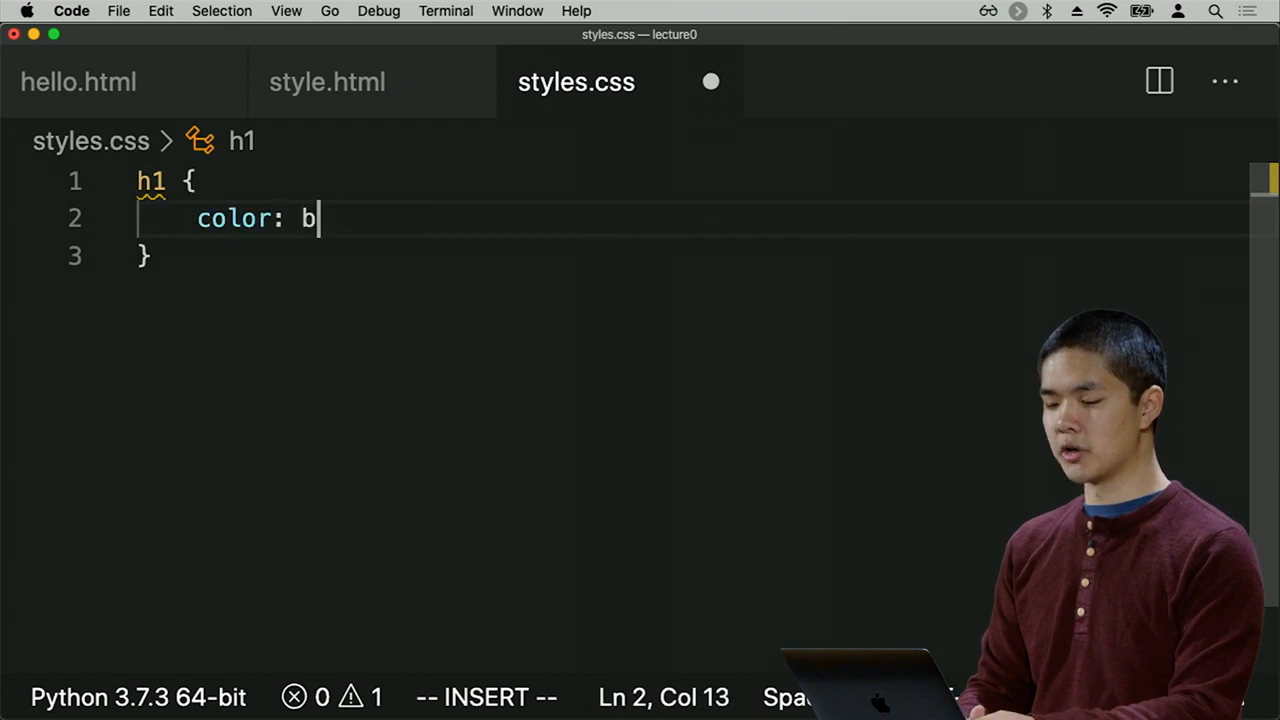 Code File Edit Selection View Go Debug Terminal Window Help
styles.css — lecture0
hello.html style.html styles.css
styles.css > h1
1 h1 {
2 color: b
3 }
Python 3.7.3 64-bit 0 1 -- INSERT -- Ln 2, Col 13